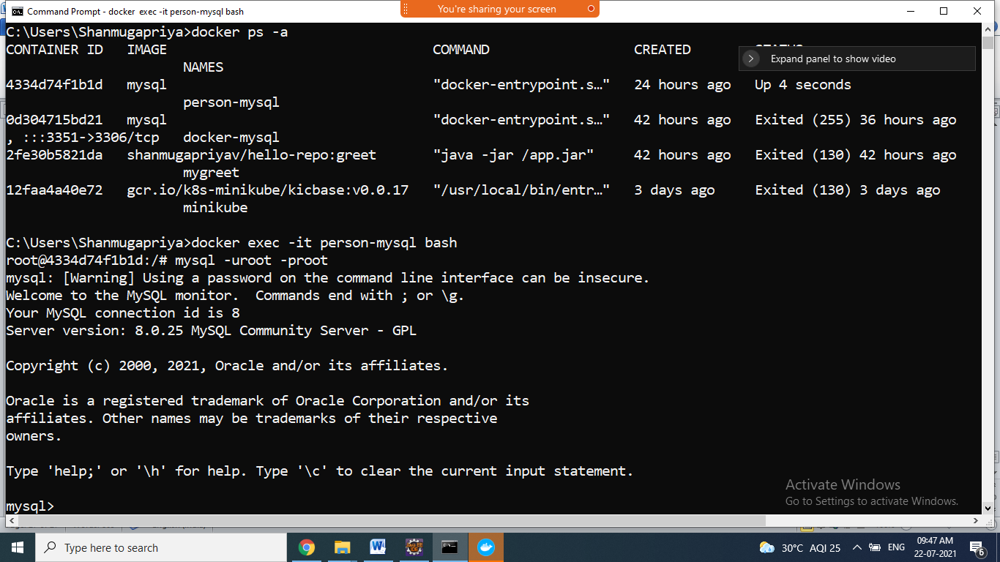 Command Prompt - docker exec -it person-mysql bash
You're sharing your screen
C:\Users\Shanmugapriya>docker ps -a
CONTAINER ID   IMAGE                                 COMMAND                  CREATED        STATUS
NAMES
Expand panel to show video
4334d74f1b1d   mysql                                 "docker-entrypoint.s…"   24 hours ago   Up 4 seconds
person-mysql
0d304715bd21   mysql                                 "docker-entrypoint.s…"   42 hours ago   Exited (255) 36 hours ago
, :::3351->3306/tcp   docker-mysql
2fe30b5821da   shanmugapriyav/hello-repo:greet       "java -jar /app.jar"     42 hours ago   Exited (130) 42 hours ago
mygreet
12faa4a40e72   gcr.io/k8s-minikube/kicbase:v0.0.17   "/usr/local/bin/entr…"   3 days ago     Exited (130) 3 days ago
minikube
C:\Users\Shanmugapriya>docker exec -it person-mysql bash
root@4334d74f1b1d:/# mysql -uroot -proot
mysql: [Warning] Using a password on the command line interface can be insecure.
Welcome to the MySQL monitor.  Commands end with ; or \g.
Your MySQL connection id is 8
Server version: 8.0.25 MySQL Community Server - GPL
Copyright (c) 2000, 2021, Oracle and/or its affiliates.
Oracle is a registered trademark of Oracle Corporation and/or its
affiliates. Other names may be trademarks of their respective
owners.
Type 'help;' or '\h' for help. Type '\c' to clear the current input statement.
mysql>
Activate Windows
Go to Settings to activate Windows.
Type here to search
30°C AQI 25
ENG
09:47 AM
22-07-2021
6